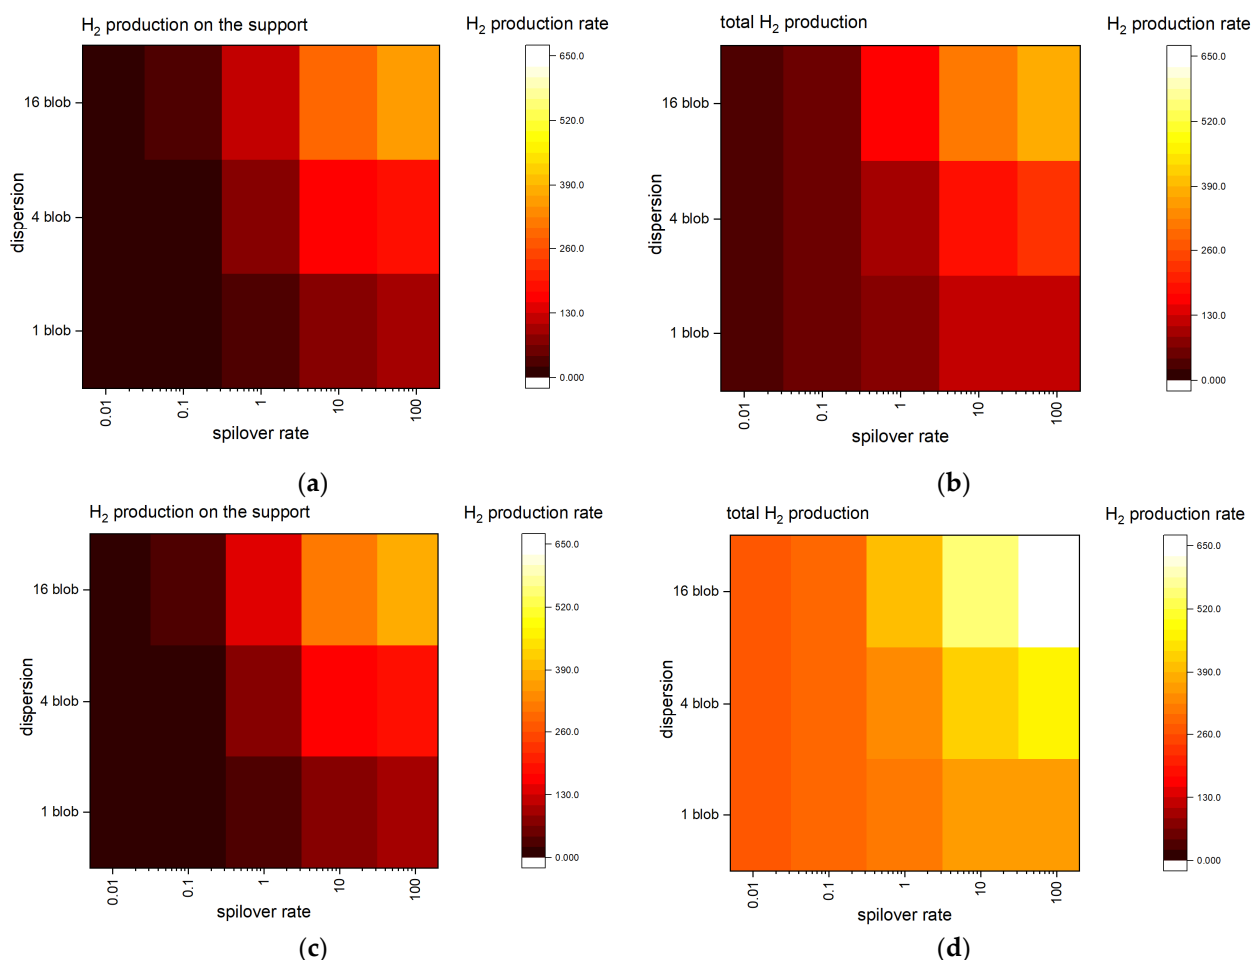 H2 production on the support
H2 production rate
16 blob
4 blob
1 blob
dispersion
0.01
0.1
1
10
100
spilover rate
650.0
520.0
390.0
260.0
130.0
0.000
(a)
total H2 production
H2 production rate
16 blob
4 blob
1 blob
dispersion
0.01
0.1
1
10
100
spilover rate
650.0
520.0
390.0
260.0
130.0
0.000
(b)
H2 production on the support
H2 production rate
16 blob
4 blob
1 blob
dispersion
0.01
0.1
1
10
100
spilover rate
650.0
520.0
390.0
260.0
130.0
0.000
(c)
total H2 production
H2 production rate
16 blob
4 blob
1 blob
dispersion
0.01
0.1
1
10
100
spilover rate
650.0
520.0
390.0
260.0
130.0
0.000
(d)